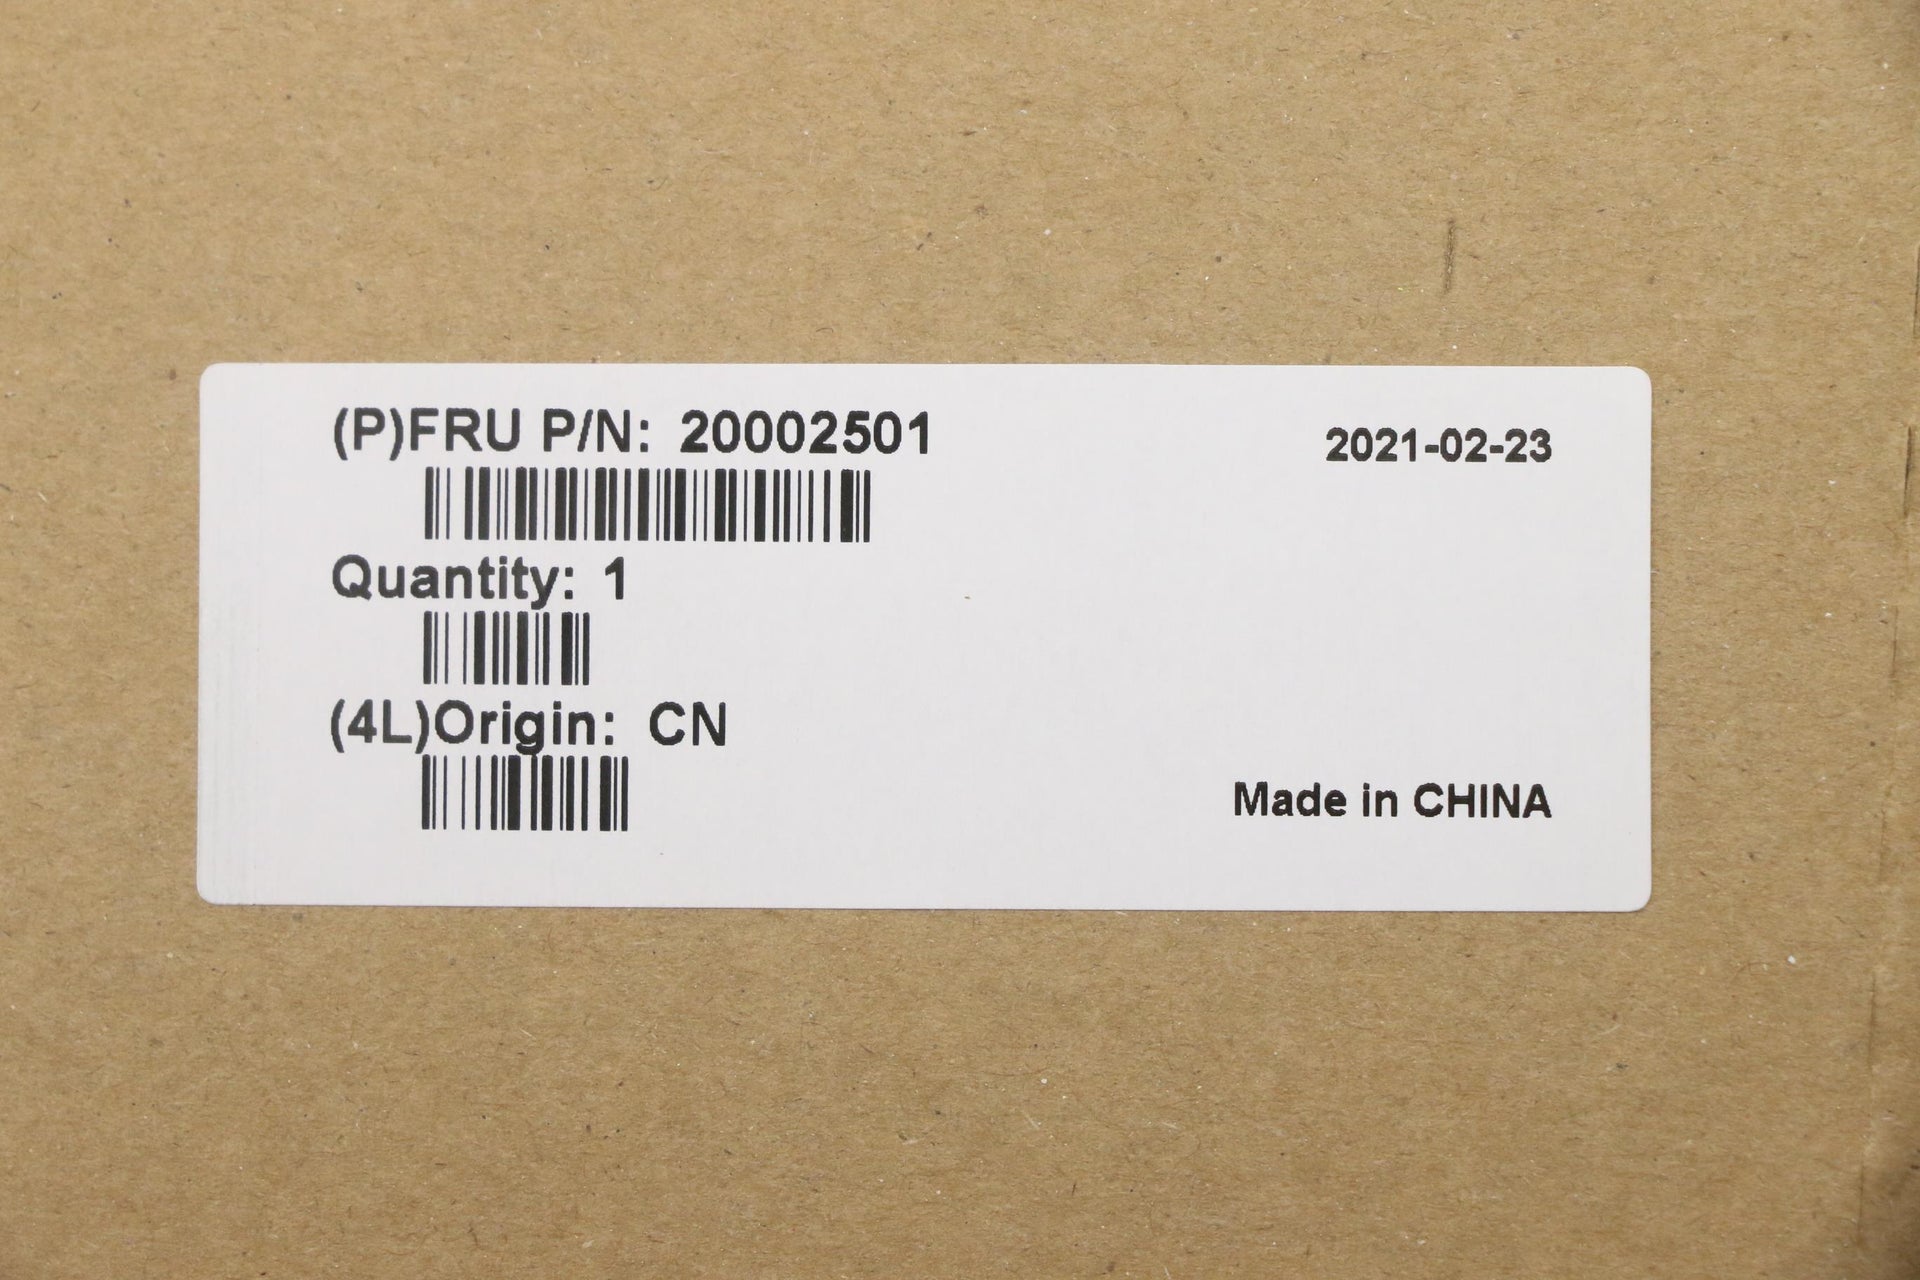 (P)FRU P/N: 20002501
2021-02-23
Quantity: 1
(4L)Origin: CN
Made in CHINA